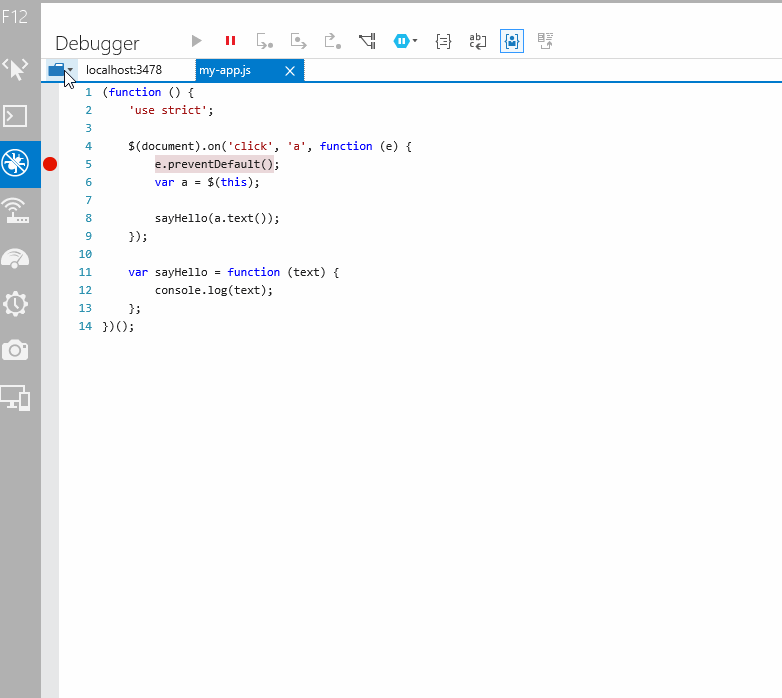 F12
Debugger
localhost:3478 my-app.js
1 (function () {
2     'use strict';
3
4     $(document).on('click', 'a', function (e) {
5         e.preventDefault();
6         var a = $(this);
7
8         sayHello(a.text());
9     });
10
11     var sayHello = function (text) {
12         console.log(text);
13     };
14 })();